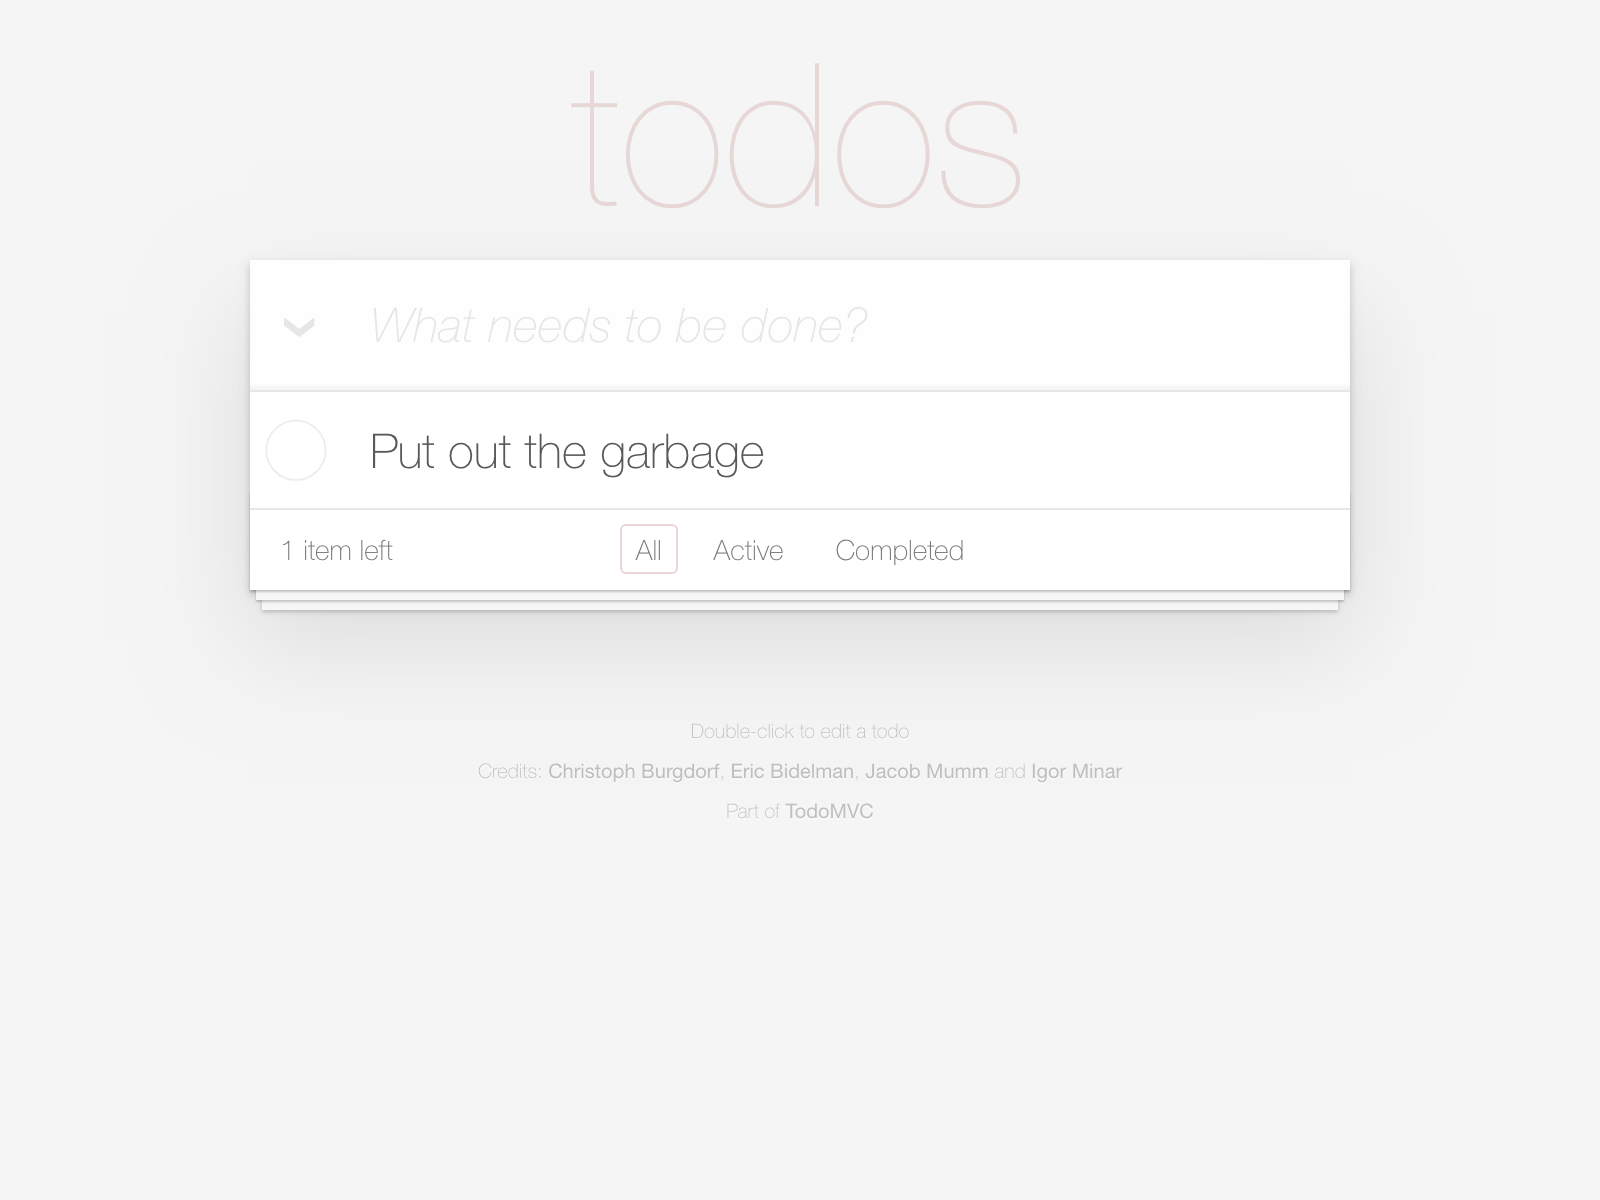 todos
What needs to be done?
Put out the garbage
1 item left All Active Completed
Double-click to edit a todo
Credits: Christoph Burgdorf, Eric Bidelman, Jacob Mumm and Igor Minar
Part of TodoMVC